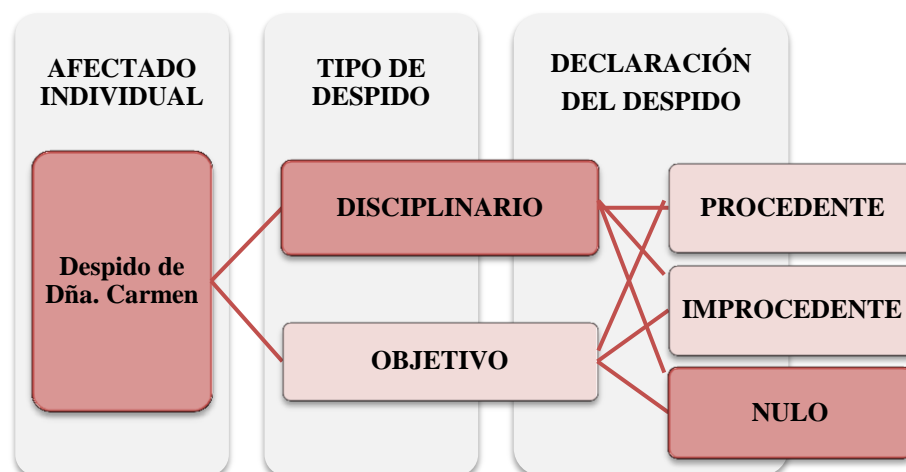 AFECTADO
INDIVIDUAL
TIPO DE
DESPIDO
DECLARACIÓN
DEL DESPIDO
Despido de
Dña. Carmen
DISCIPLINARIO
OBJETIVO
PROCEDENTE
IMPROCEDENTE
NULO